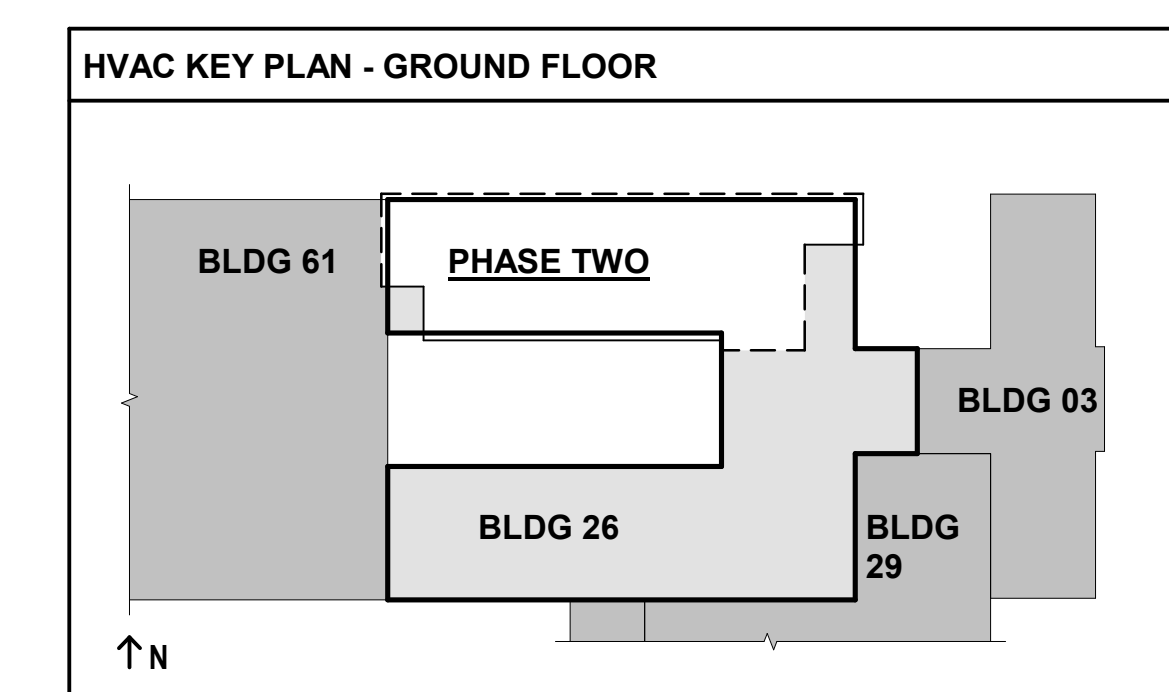 HVAC KEY PLAN - GROUND FLOOR
BLDG 61
PHASE TWO
BLDG 03
BLDG 26
BLDG
29
N